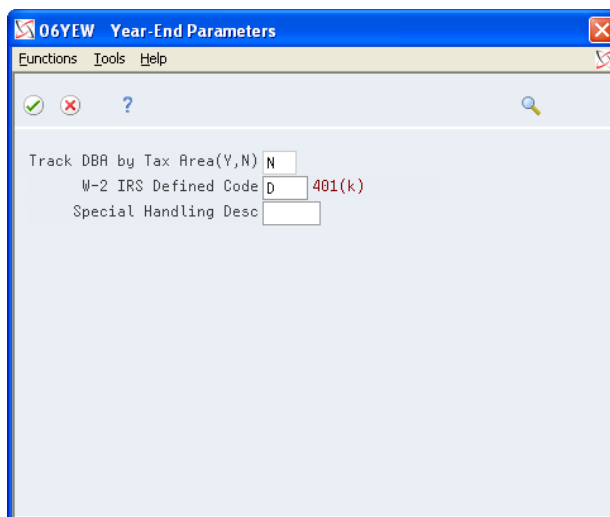 06YEW Year-End Parameters
Functions Tools Help
?
Track DBA by Tax Area(Y,N) N
W-2 IRS Defined Code D 401(k)
Special Handling Desc